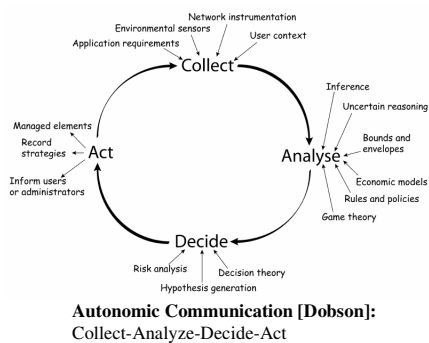 Network instrumentation
Environmental sensors
User context
Application requirements
Collect
Inference
Uncertain reasoning
Managed elements
Bounds and
envelopes
Record
strategies
Act
Analyse
Economic models
Inform users
or administrators
Rules and policies
Game theory
Decide
Risk analysis
Decision theory
Hypothesis generation
Autonomic Communication [Dobson]:
Collect-Analyze-Decide-Act